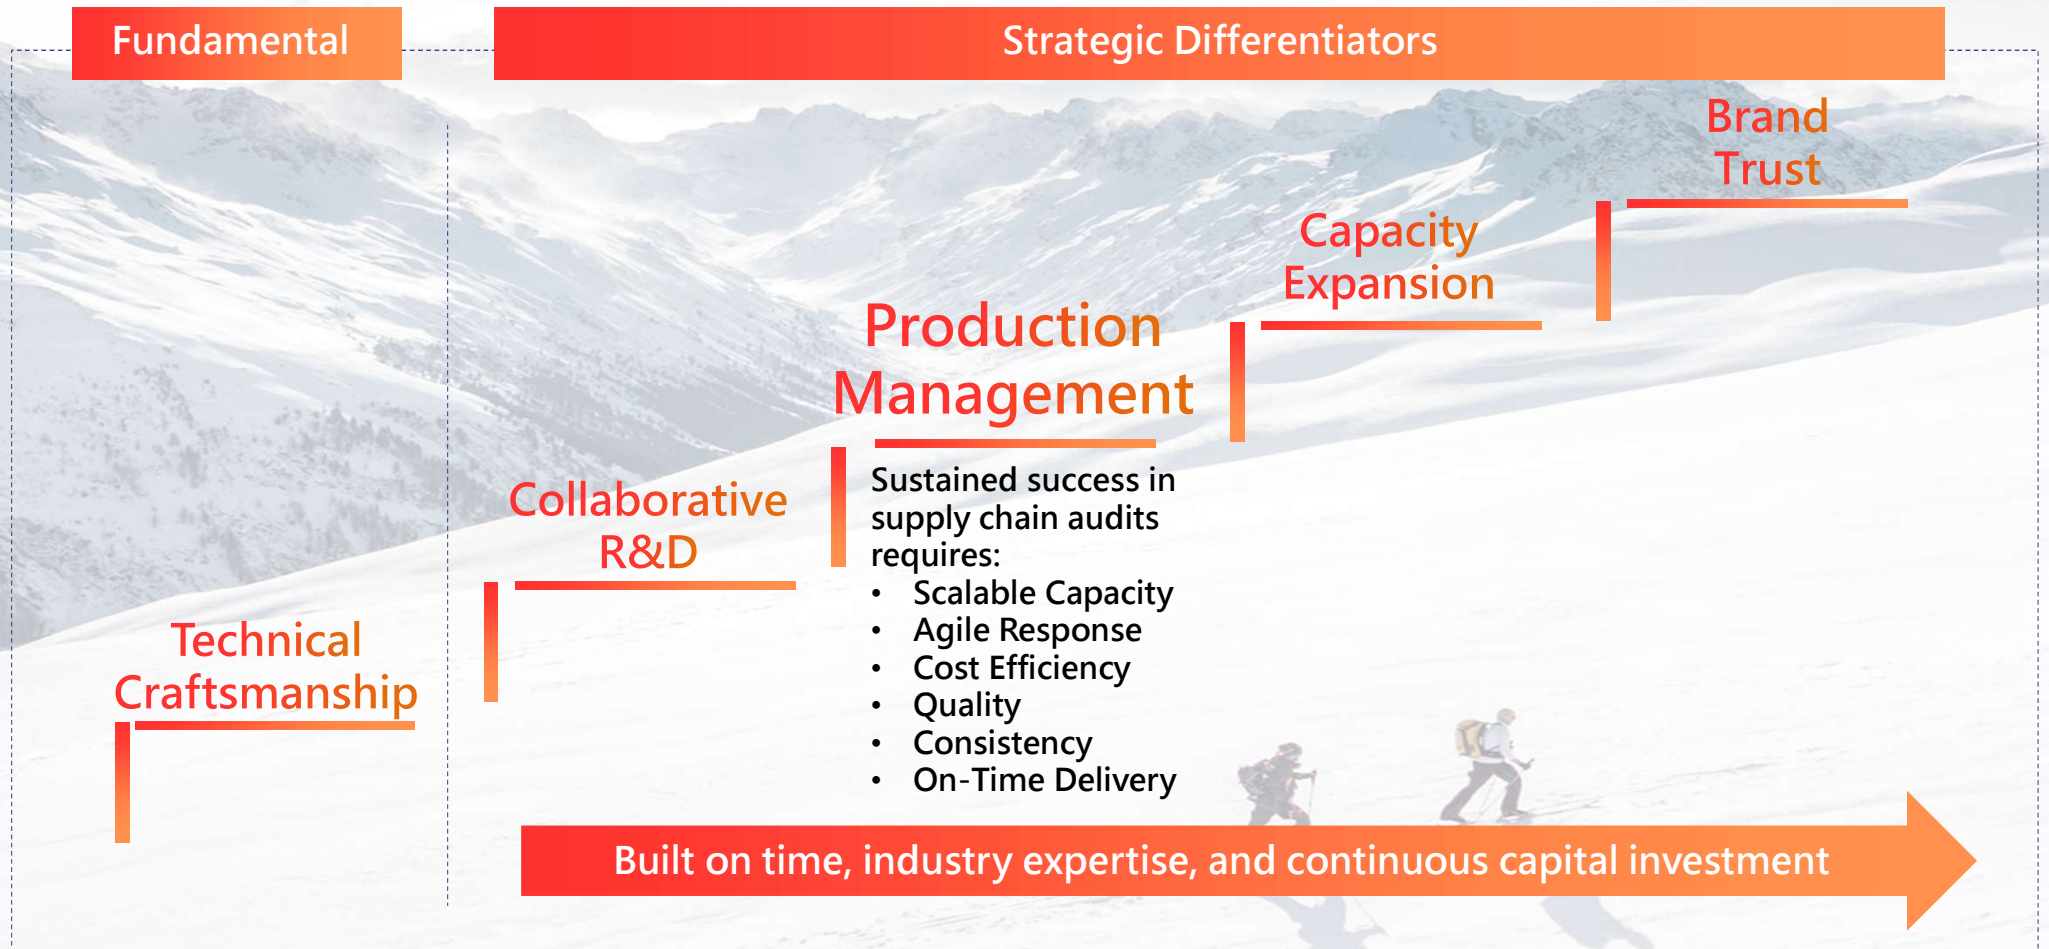 Fundamental
Strategic Differentiators
Brand
Trust
Capacity
Expansion
Production
Management
Sustained success in
supply chain audits
requires:
• Scalable Capacity
• Agile Response
• Cost Efficiency
• Quality
• Consistency
• On-Time Delivery
Collaborative
R&D
Technical
Craftsmanship
Built on time, industry expertise, and continuous capital investment